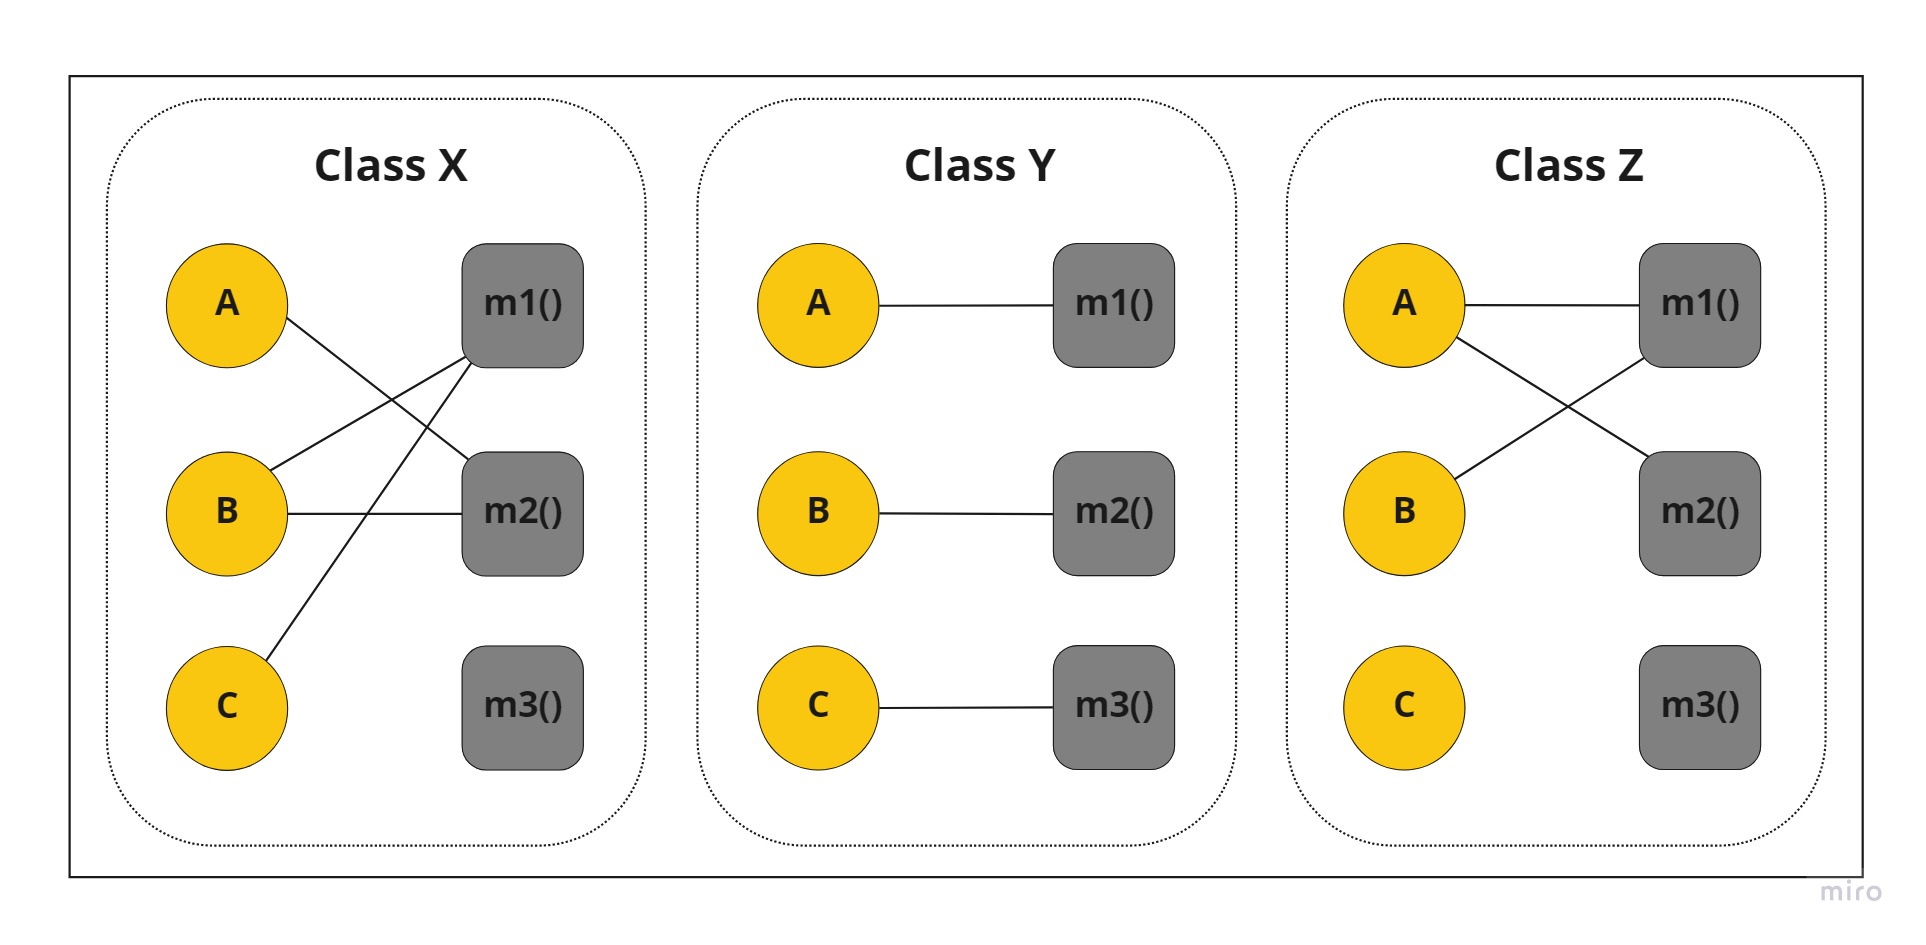 Class X
A
m1()
B
m2()
C
m3()
Class Y
A
m1()
B
m2()
C
m3()
Class Z
A
m1()
B
m2()
C
m3()
miro